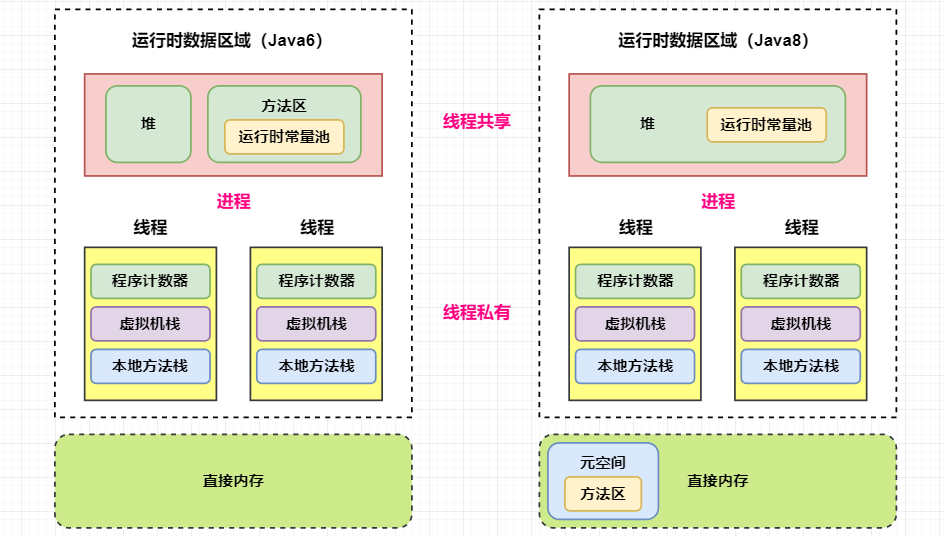 运行时数据区域（Java6）
堆
方法区
运行时常量池
进程
线程
线程
程序计数器
虚拟机栈
本地方法栈
程序计数器
虚拟机栈
本地方法栈
直接内存
线程共享
线程私有
运行时数据区域（Java8）
堆
运行时常量池
进程
线程
线程
程序计数器
虚拟机栈
本地方法栈
程序计数器
虚拟机栈
本地方法栈
元空间
方法区
直接内存